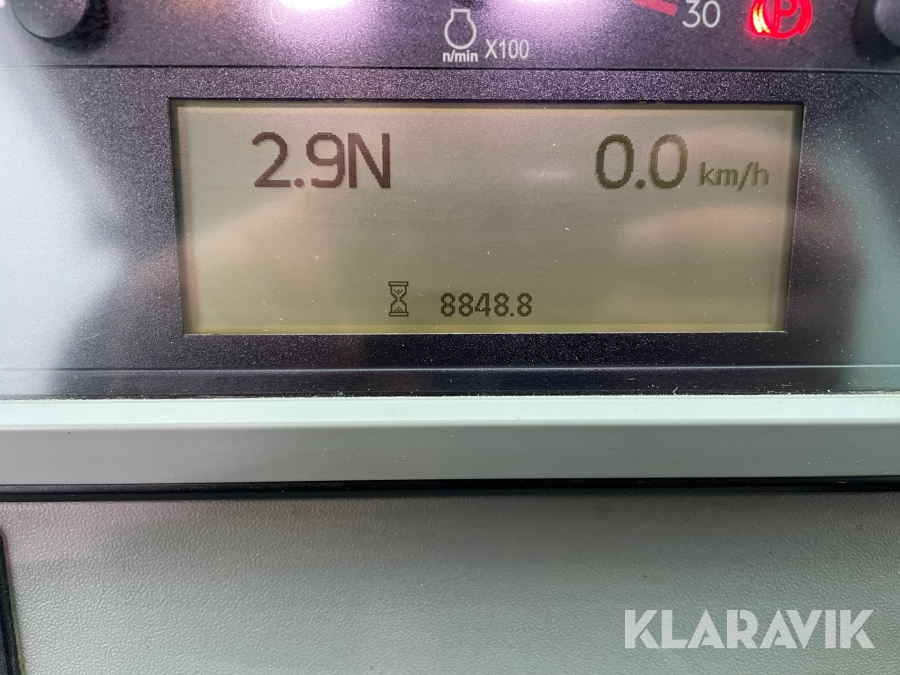 30
P
n/min X100
2.9N 0.0 km/h
8848.8
KLARAVIK